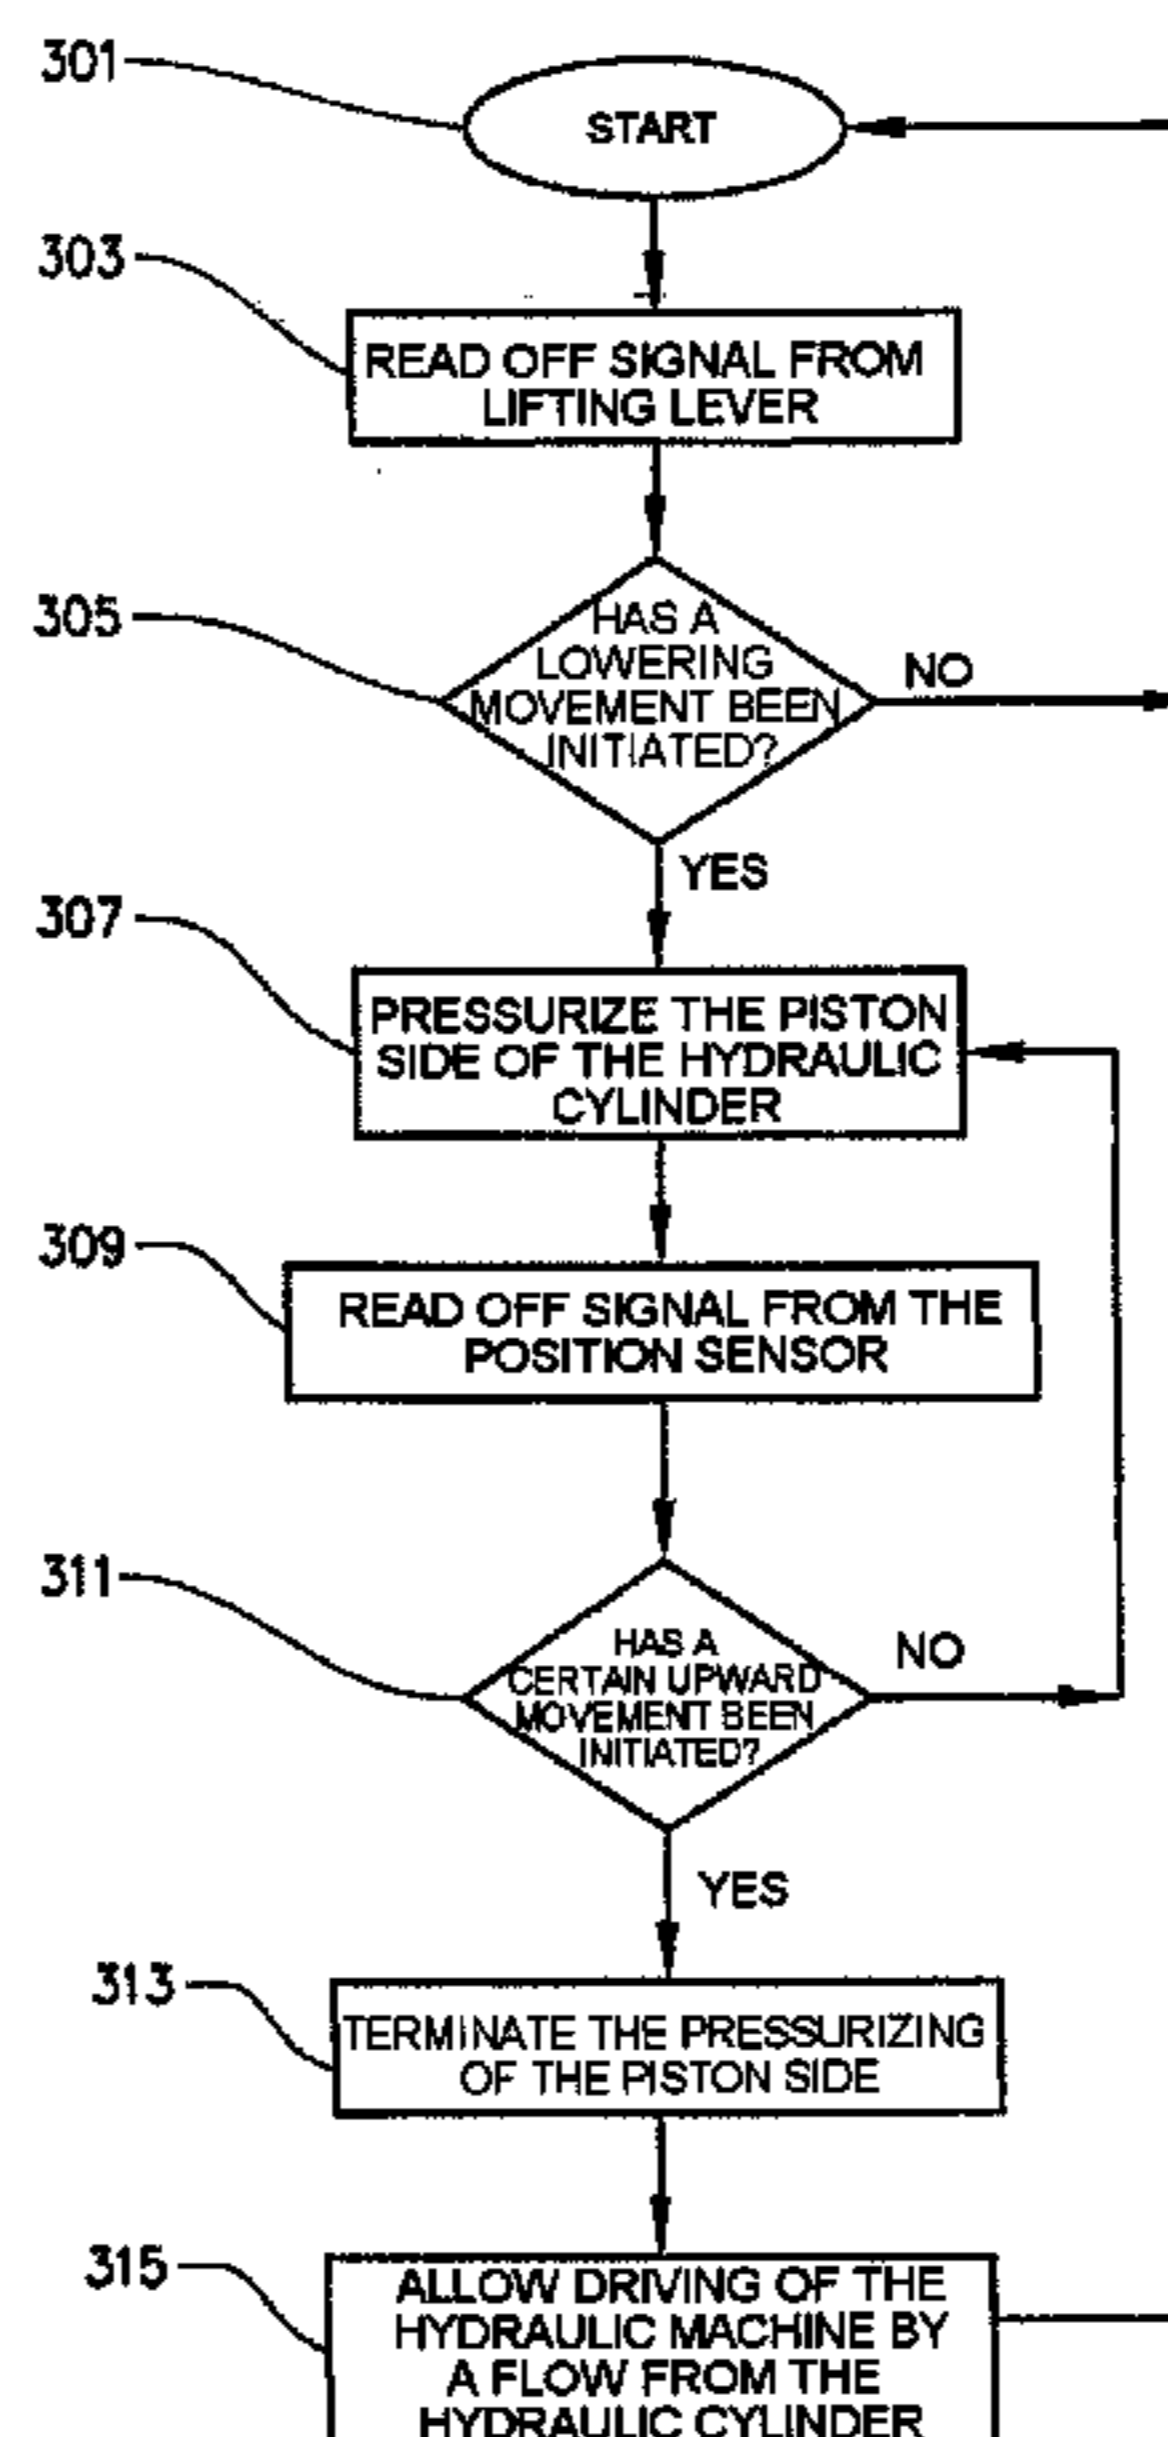 301
START
303
READ OFF SIGNAL FROM
LIFTING LEVER
305
HAS A
LOWERING
MOVEMENT BEEN
INITIATED?
NO
YES
307
PRESSURIZE THE PISTON
SIDE OF THE HYDRAULIC
CYLINDER
309
READ OFF SIGNAL FROM THE
POSITION SENSOR
311
HAS A
CERTAIN UPWARD
MOVEMENT BEEN
INITIATED?
NO
YES
313
TERMINATE THE PRESSURIZING
OF THE PISTON SIDE
315
ALLOW DRIVING OF THE
HYDRAULIC MACHINE BY
A FLOW FROM THE
HYDRAULIC CYLINDER